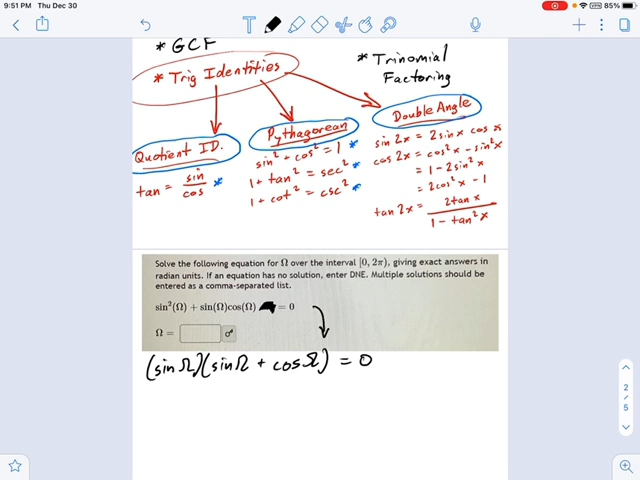 9:51 PM Thu Dec 30
85%
* GCF
* Trig Identities
* Trinomial
Factoring
Quotient ID.
tan = sin/cos *
Pythagorean
sin² + cos² = 1 *
1 + tan² = sec² *
1 + cot² = csc² *
Double Angle
sin 2x = 2 sin x cos x
cos 2x = cos² x - sin² x
= 1 - 2 sin² x
= 2cos² x - 1
tan 2x = 2 tan x / 1 - tan² x
Solve the following equation for Ω over the interval [0, 2π), giving exact answers in
radian units. If an equation has no solution, enter DNE. Multiple solutions should be
entered as a comma-separated list.
sin²(Ω) + sin(Ω)cos(Ω) = 0
Ω =
(sin Ω)(sin Ω + cos Ω) = 0
2
/
5